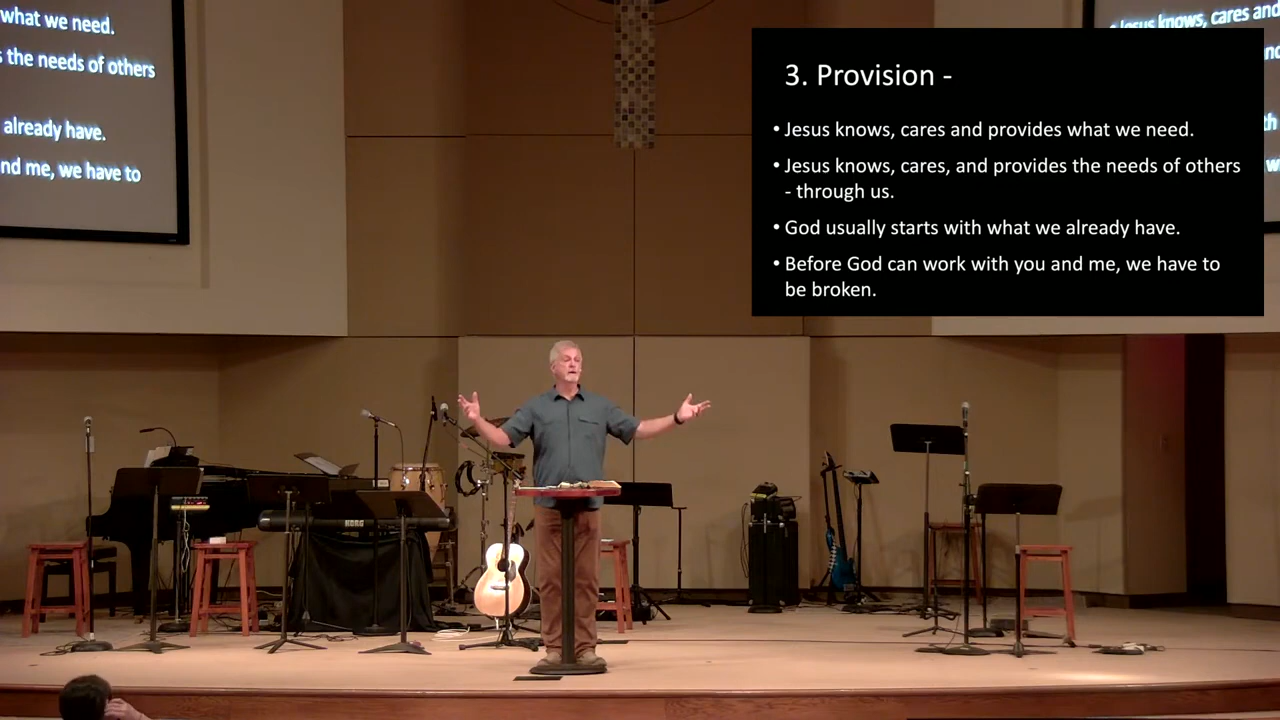 what we need.
the needs of others
already have.
nd me, we have to
Jesus knows, cares and
3. Provision -
• Jesus knows, cares and provides what we need.
• Jesus knows, cares, and provides the needs of others
- through us.
• God usually starts with what we already have.
• Before God can work with you and me, we have to
be broken.
KORG